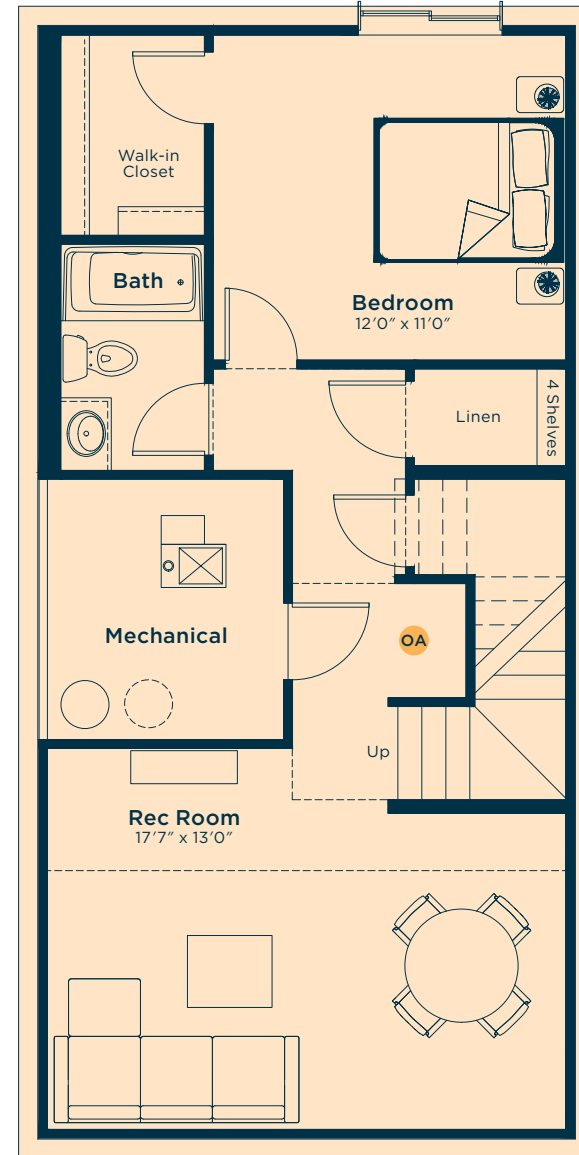 Walk-in
Closet
Bath
Bedroom
12'0" x 11'0"
Linen
4 Shelves
Mechanical
OA
Up
Rec Room
17'7" x 13'0"